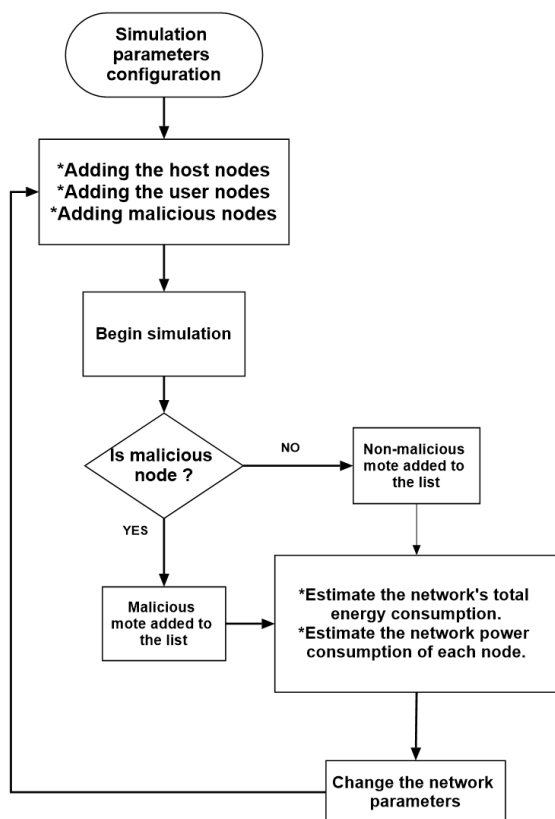 Simulation
parameters
configuration
*Adding the host nodes
*Adding the user nodes
*Adding malicious nodes
Begin simulation
Is malicious
node ?
NO
Non-malicious
mote added to
the list
YES
Malicious
mote added to
the list
*Estimate the network's total
energy consumption.
*Estimate the network power
consumption of each node.
Change the network
parameters